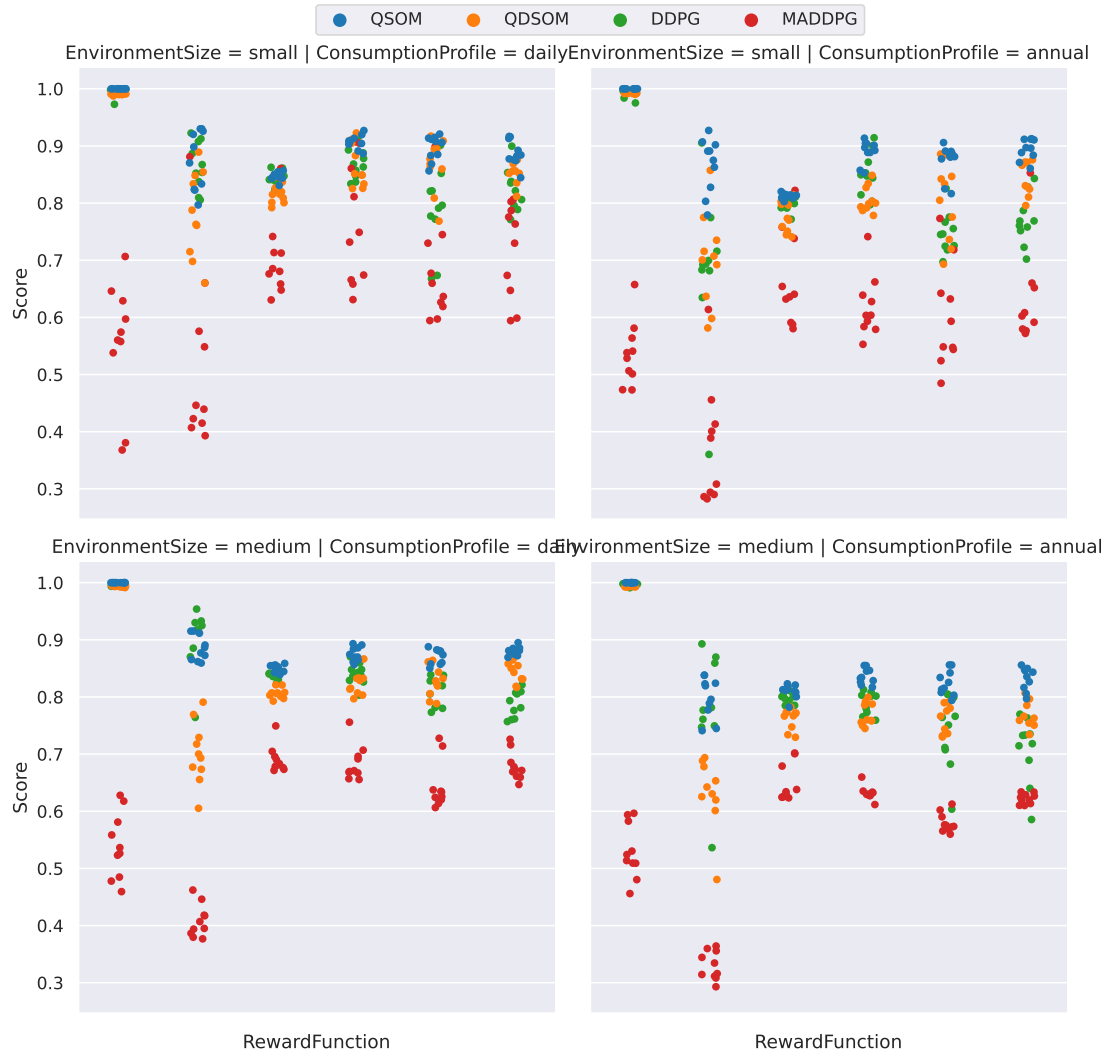 QSOM QDSOM DDPG MADDPG
EnvironmentSize = small | ConsumptionProfile = daily
EnvironmentSize = small | ConsumptionProfile = annual
1.0
0.9
0.8
0.7
0.6
0.5
0.4
0.3
Score
EnvironmentSize = medium | ConsumptionProfile = daily
EnvironmentSize = medium | ConsumptionProfile = annual
1.0
0.9
0.8
0.7
0.6
0.5
0.4
0.3
Score
RewardFunction
RewardFunction